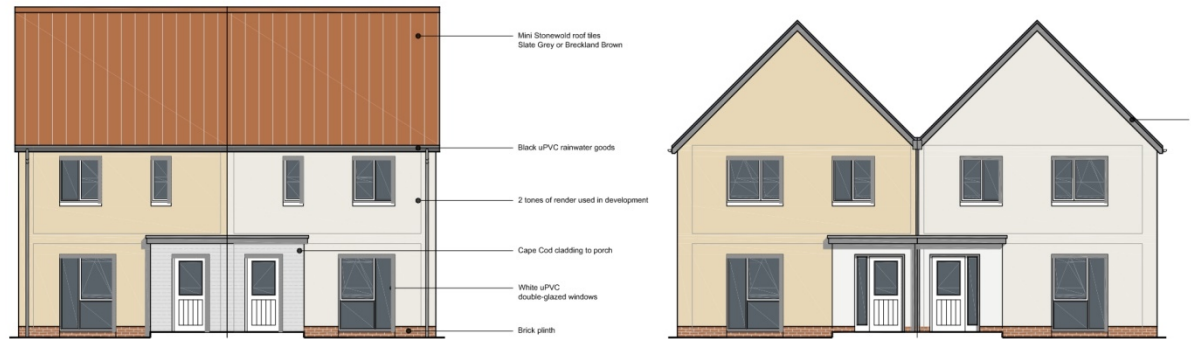 Mini Stonewold roof tiles
Slate Grey or Breckland Brown
Black uPVC rainwater goods
2 tones of render used in development
Cape Cod cladding to porch
White uPVC
double-glazed windows
Brick plinth